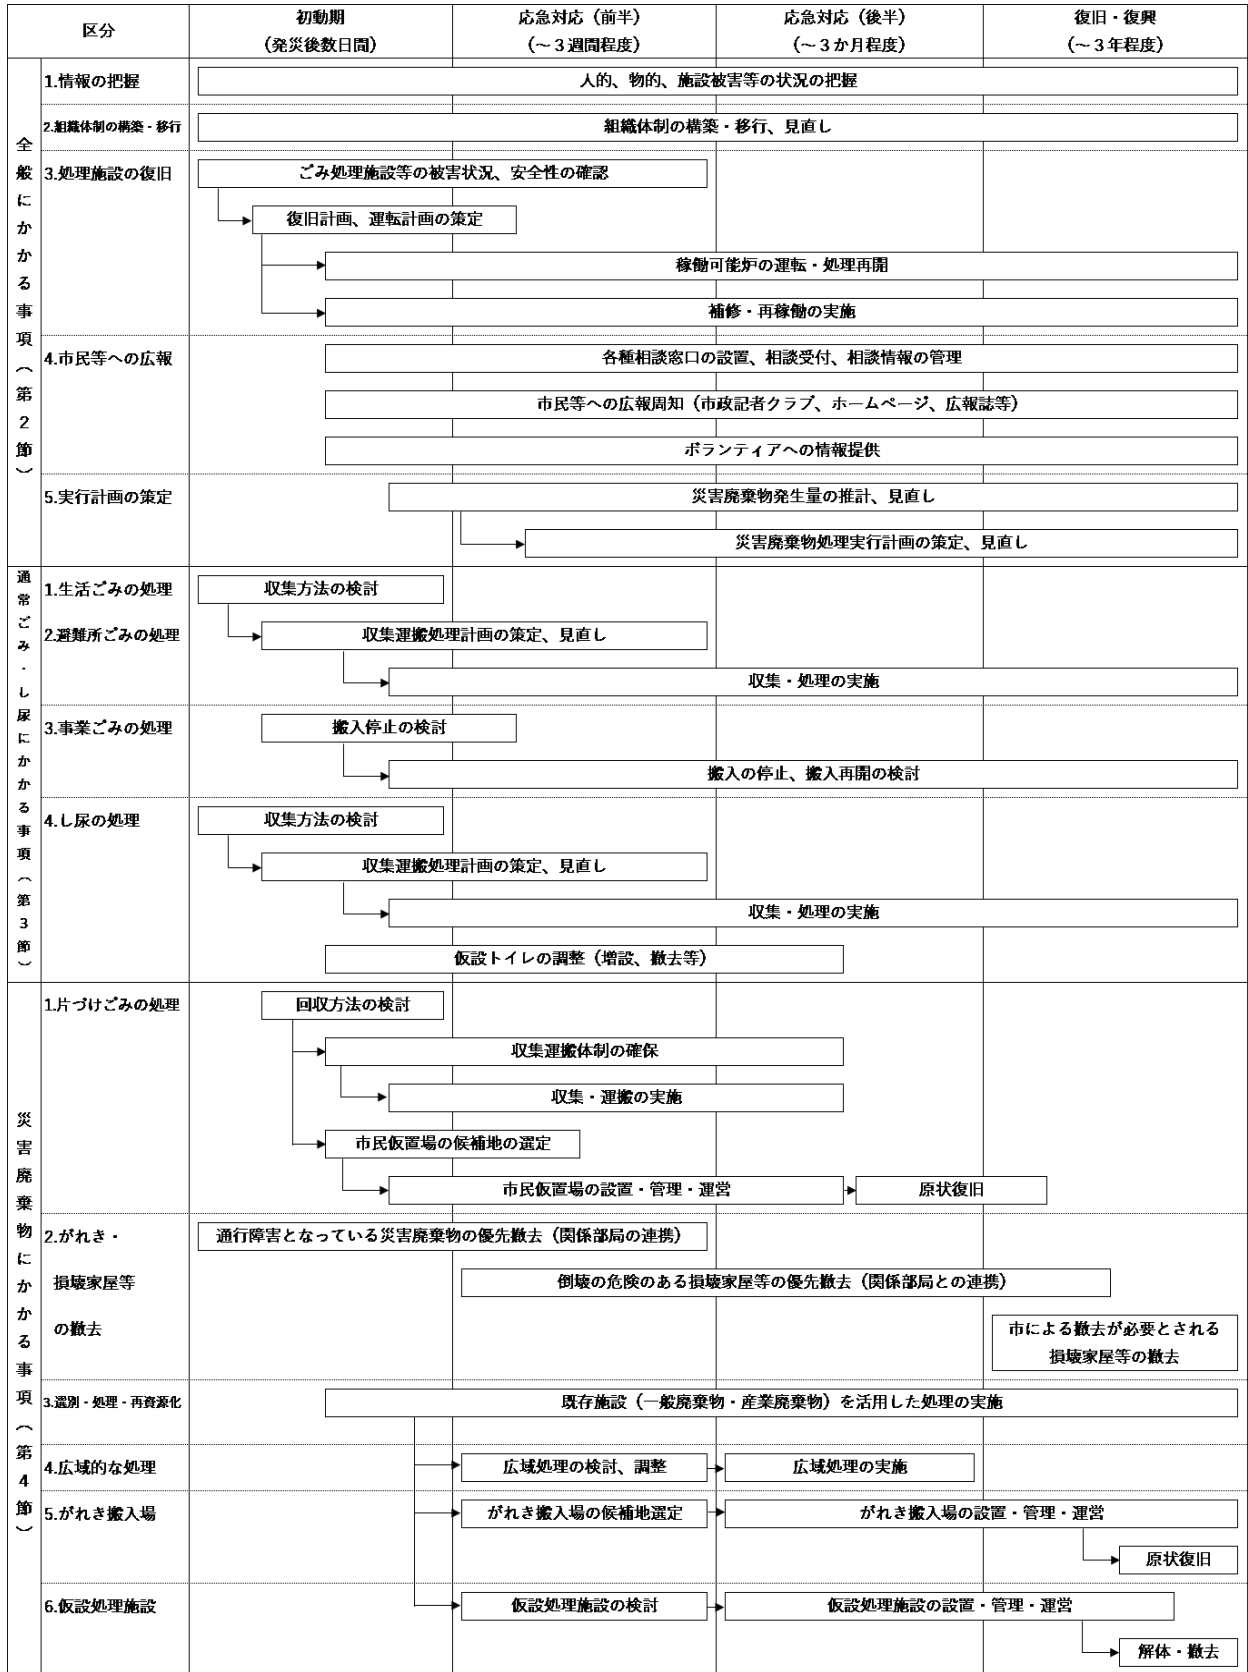 区分
初動期
（発災後数日間）
応急対応（前半）
（～３週間程度）
応急対応（後半）
（～３か月程度）
復旧・復興
（～３年程度）
全般にかかる事項（第２節）
1.情報の把握
人的、物的、施設被害等の状況の把握
2.組織体制の構築・移行
組織体制の構築・移行、見直し
3.処理施設の復旧
ごみ処理施設等の被害状況、安全性の確認
復旧計画、運転計画の策定
稼働可能炉の運転・処理再開
補修・再稼働の実施
4.市民等への広報
各種相談窓口の設置、相談受付、相談情報の管理
市民等への広報周知（市政記者クラブ、ホームページ、広報誌等）
ボランティアへの情報提供
5.実行計画の策定
災害廃棄物発生量の推計、見直し
災害廃棄物処理実行計画の策定、見直し
通常ごみ・し尿にかかる事項（第３節）
1.生活ごみの処理
収集方法の検討
2.避難所ごみの処理
収集運搬処理計画の策定、見直し
収集・処理の実施
3.事業ごみの処理
搬入停止の検討
搬入の停止、搬入再開の検討
4.し尿の処理
収集方法の検討
収集運搬処理計画の策定、見直し
収集・処理の実施
仮設トイレの調整（増設、撤去等）
災害廃棄物にかかる事項（第４節）
1.片づけごみの処理
回収方法の検討
収集運搬体制の確保
収集・運搬の実施
市民仮置場の候補地の選定
市民仮置場の設置・管理・運営
原状復旧
2.がれき・
損壊家屋等
の撤去
通行障害となっている災害廃棄物の優先撤去（関係部局の連携）
倒壊の危険のある損壊家屋等の優先撤去（関係部局との連携）
市による撤去が必要とされる
損壊家屋等の撤去
3.選別・処理・再資源化
既存施設（一般廃棄物・産業廃棄物）を活用した処理の実施
4.広域的な処理
広域処理の検討、調整
広域処理の実施
5.がれき搬入場
がれき搬入場の候補地選定
がれき搬入場の設置・管理・運営
原状復旧
6.仮設処理施設
仮設処理施設の検討
仮設処理施設の設置・管理・運営
解体・撤去